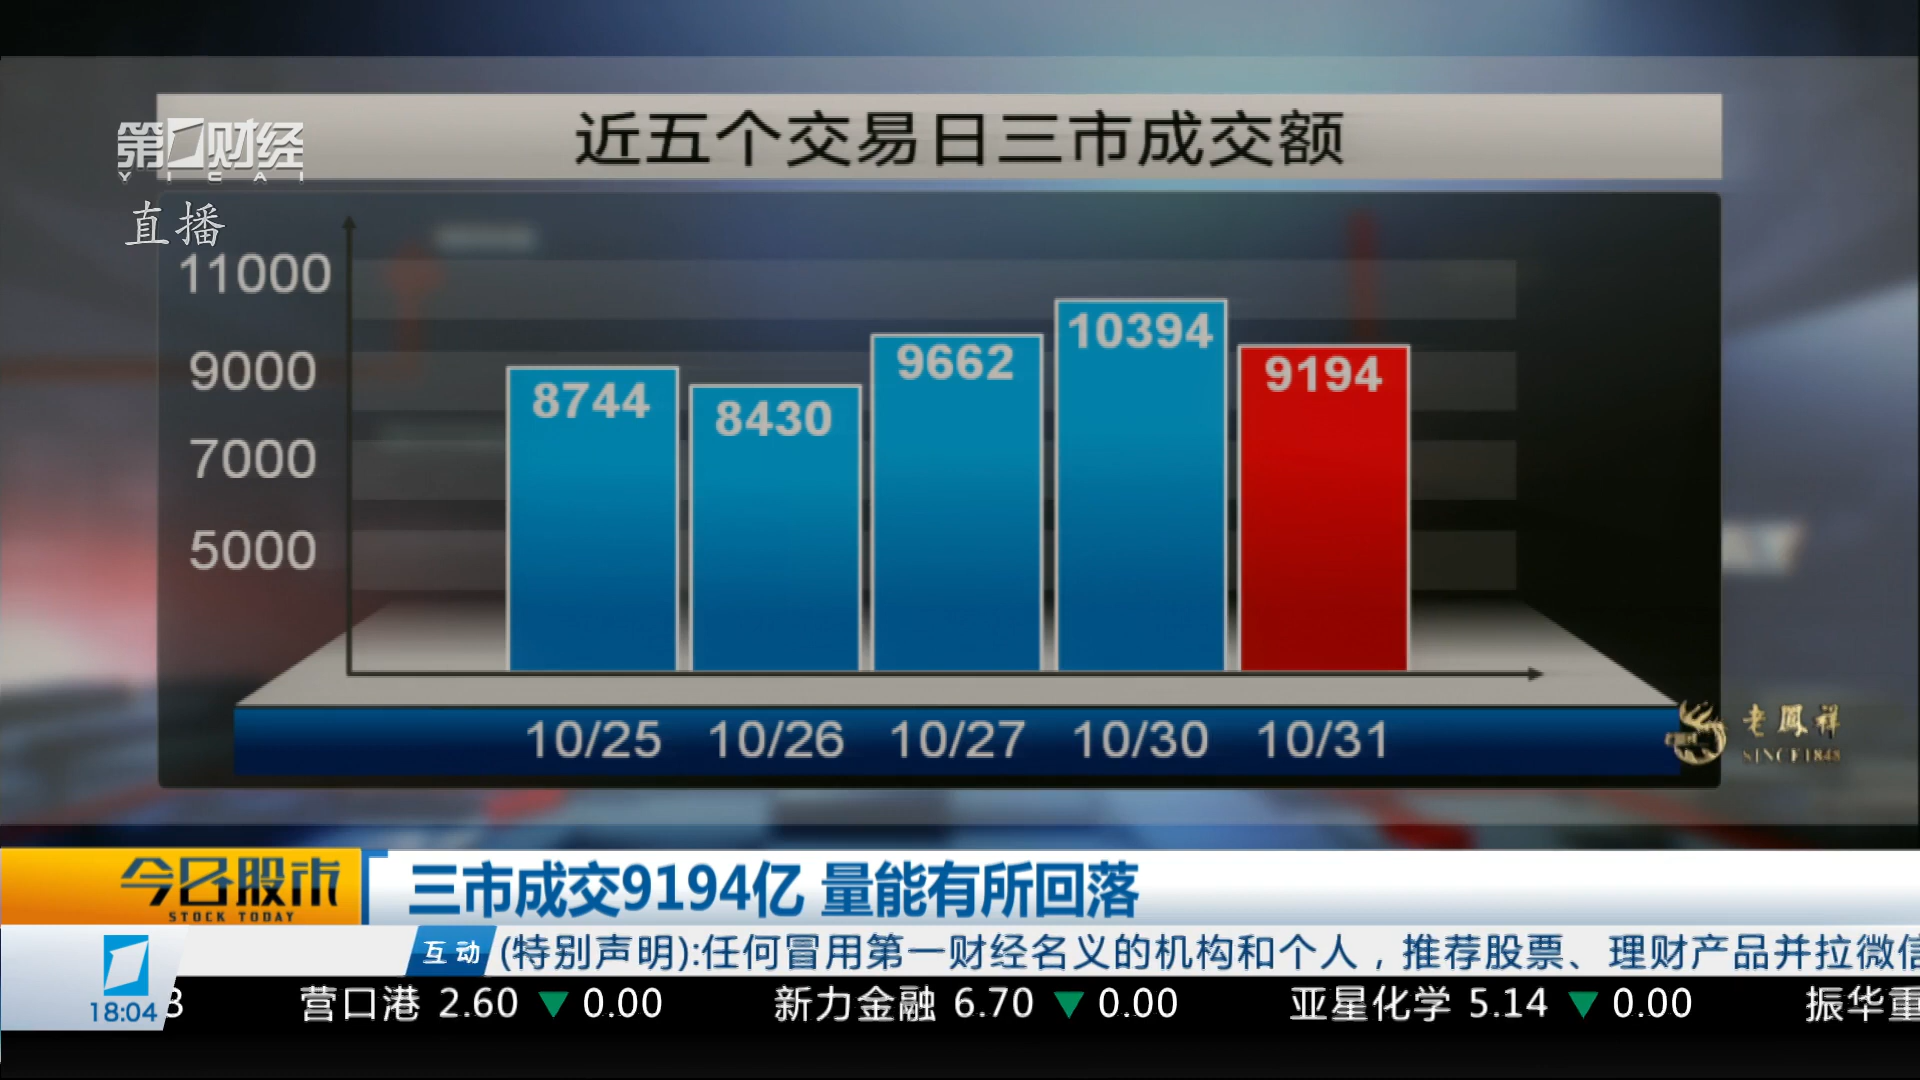 近五个交易日三市成交额
第一财经
YICAI
直播
11000
9000
7000
5000
8744
8430
9662
10394
9194
10/25 10/26 10/27 10/30 10/31
老鳳祥
SINCE1848
今日股市
STOCK TODAY
三市成交9194亿 量能有所回落
互动 (特别声明):任何冒用第一财经名义的机构和个人，推荐股票、理财产品并拉微信
18:04
营口港 2.60 ▼ 0.00 新力金融 6.70 ▼ 0.00 亚星化学 5.14 ▼ 0.00 振华重